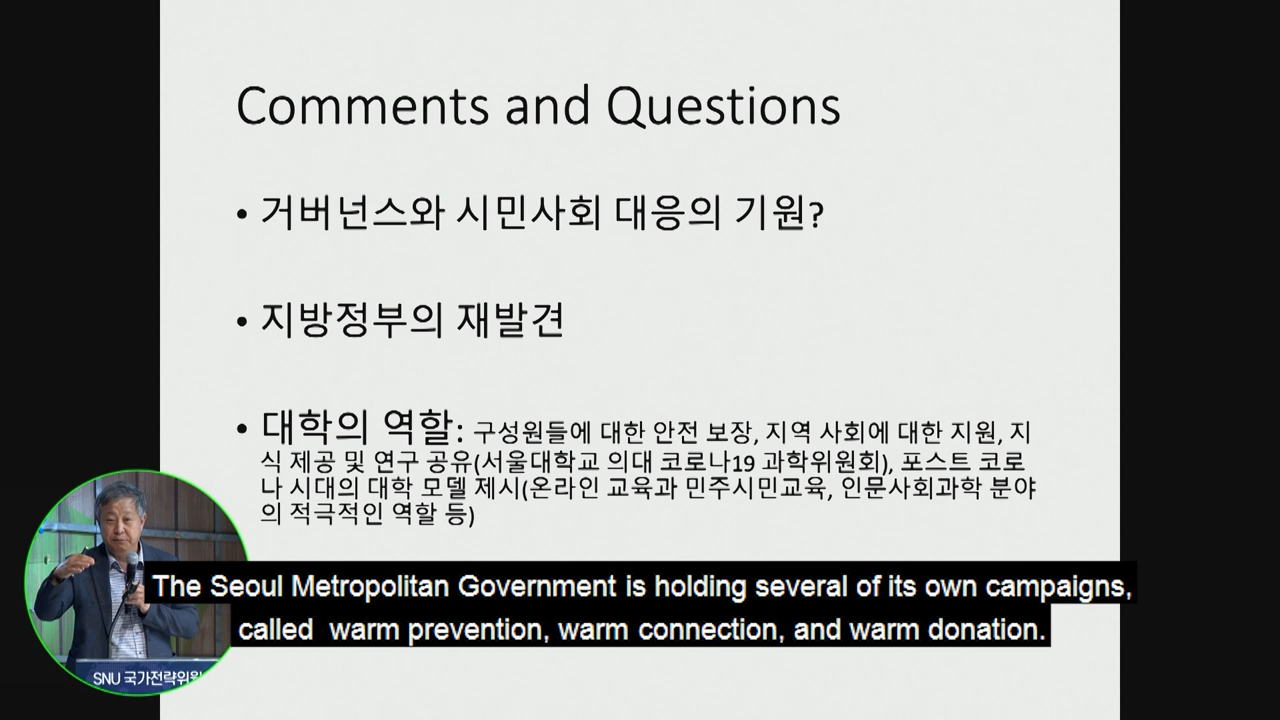 Comments and Questions
• 거버넌스와 시민사회 대응의 기원?
• 지방정부의 재발견
• 대학의 역할: 구성원들에 대한 안전 보장, 지역 사회에 대한 지원, 지
식 제공 및 연구 공유(서울대학교 의대 코로나19 과학위원회), 포스트 코로
나 시대의 대학 모델 제시(온라인 교육과 민주시민교육, 인문사회과학 분야
의 적극적인 역할 등)
The Seoul Metropolitan Government is holding several of its own campaigns,
called  warm prevention, warm connection, and warm donation.
SNU 국가전략위원